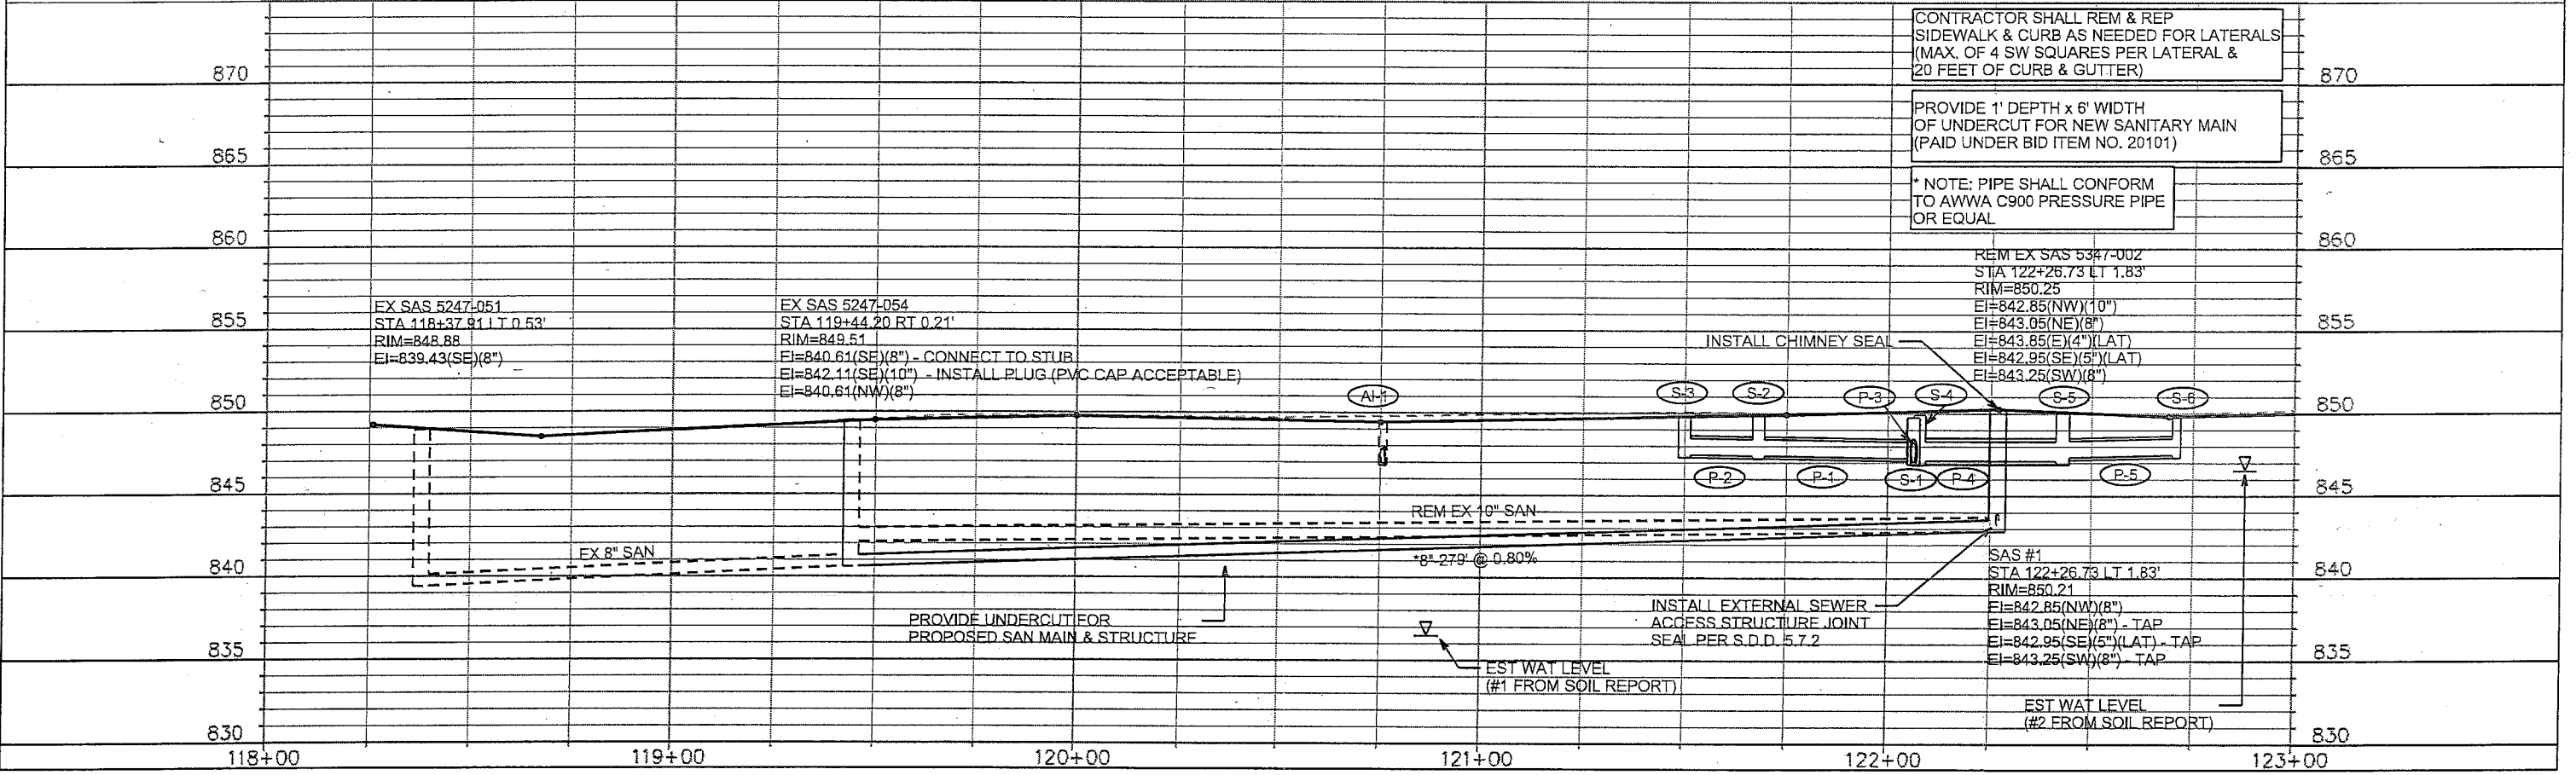 CONTRACTOR SHALL REM & REP
SIDEWALK & CURB AS NEEDED FOR LATERALS
(MAX. OF 4 SW SQUARES PER LATERAL &
20 FEET OF CURB & GUTTER)
870
870
PROVIDE 1' DEPTH x 6' WIDTH
OF UNDERCUT FOR NEW SANITARY MAIN
(PAID UNDER BID ITEM NO. 20101)
865
865
* NOTE: PIPE SHALL CONFORM
TO AWWA C900 PRESSURE PIPE
OR EQUAL
860
860
REM EX SAS 5347-002
STA 122+26.73 LT 1.83'
RIM=850.25
EI=842.85(NW)(10")
EI=843.05(NE)(8")
EI=843.85(E)(4")(LAT)
EI=842.95(SE)(5")(LAT)
EI=843.25(SW)(8")
EX SAS 5247-051
STA 118+37.91 LT 0.53'
RIM=848.88
EI=839.43(SE)(8")
EX SAS 5247-054
STA 119+44.20 RT 0.21'
RIM=849.51
EI=840.61(SE)(8") - CONNECT TO STUB
EI=842.11(SE)(10") - INSTALL PLUG (PVC CAP ACCEPTABLE)
EI=840.61(NW)(8")
855
855
INSTALL CHIMNEY SEAL
AI-1
S-3
S-2
P-3
S-4
S-5
S-6
850
850
P-2
P-1
S-1
P-4
P-5
845
845
REM EX 10" SAN
EX 8" SAN
*8"-279' @ 0.80%
840
840
SAS #1
STA 122+26.73 LT 1.83'
RIM=850.21
EI=842.85(NW)(8")
EI=843.05(NE)(8") - TAP
EI=842.95(SE)(5")(LAT) - TAP
EI=843.25(SW)(8") - TAP
PROVIDE UNDERCUT FOR
PROPOSED SAN MAIN & STRUCTURE
INSTALL EXTERNAL SEWER
ACCESS STRUCTURE JOINT
SEAL PER S.D.D. 5.7.2
835
835
EST WAT LEVEL
(#1 FROM SOIL REPORT)
EST WAT LEVEL
(#2 FROM SOIL REPORT)
830
830
118+00
119+00
120+00
121+00
122+00
123+00